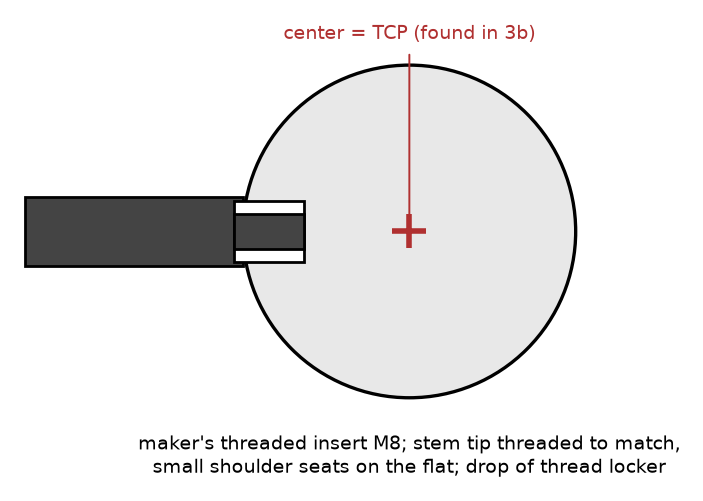 center = TCP (found in 3b)
maker's threaded insert M8; stem tip threaded to match,
small shoulder seats on the flat; drop of thread locker